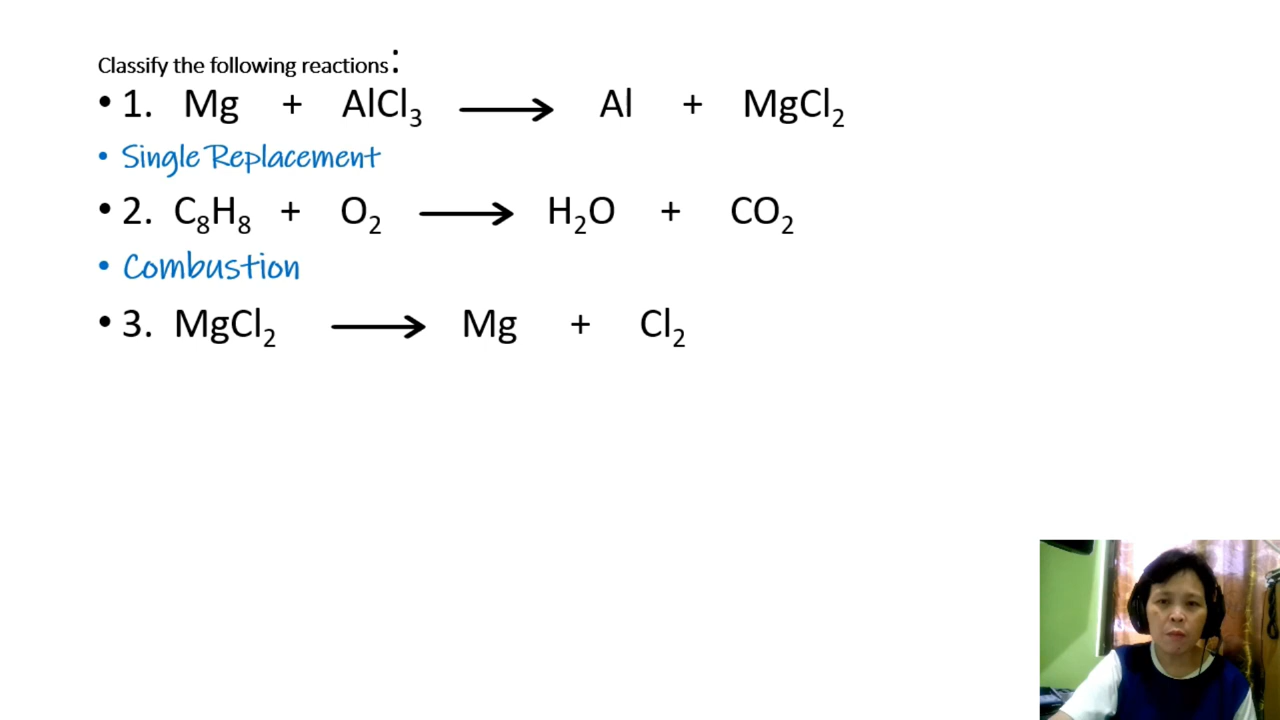 Classify the following reactions:
• 1. Mg + AlCl₃ ⟶ Al + MgCl₂
• Single Replacement
• 2. C₈H₈ + O₂ ⟶ H₂O + CO₂
• Combustion
• 3. MgCl₂ ⟶ Mg + Cl₂